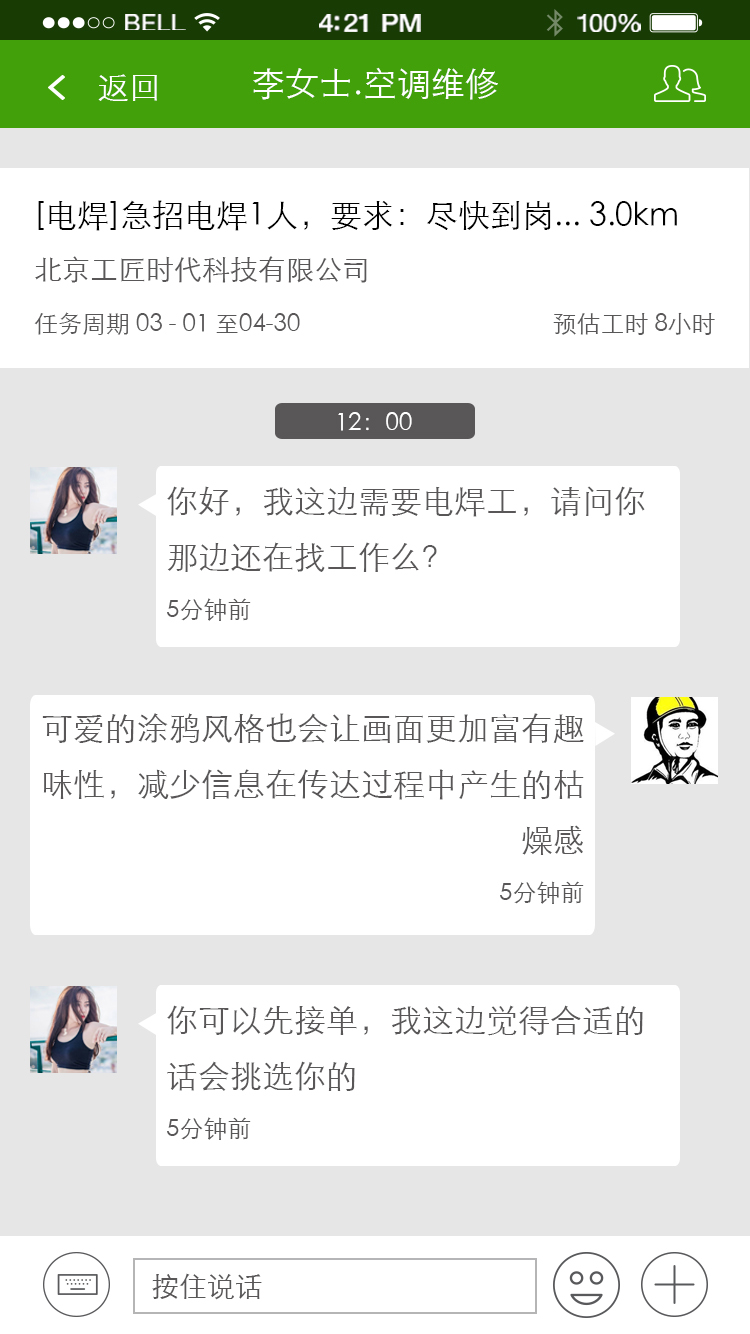 BELL 4:21 PM 100%
返回 李女士.空调维修
[电焊]急招电焊1人，要求：尽快到岗... 3.0km
北京工匠时代科技有限公司
任务周期 03 - 01 至04-30 预估工时 8小时
12：00
你好，我这边需要电焊工，请问你
那边还在找工作么？
5分钟前
可爱的涂鸦风格也会让画面更加富有趣
味性，减少信息在传达过程中产生的枯
燥感
5分钟前
你可以先接单，我这边觉得合适的
话会挑选你的
5分钟前
按住说话